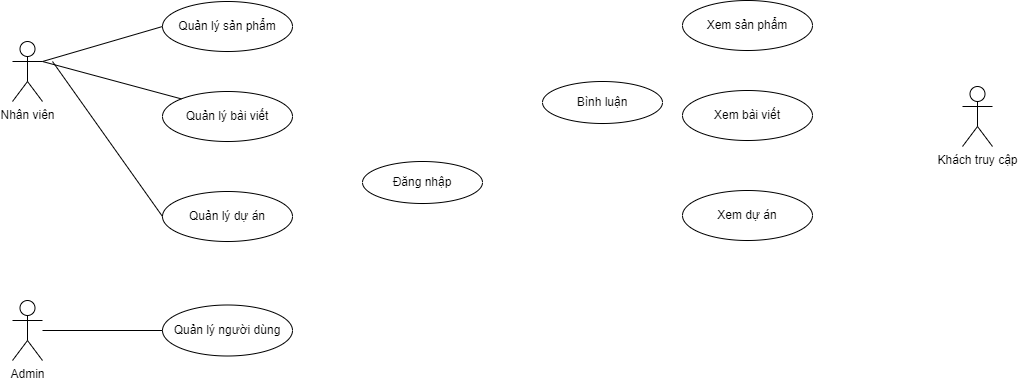 Quản lý sản phẩm
Xem sản phẩm
Bình luận
Nhân viên
Quản lý bài viết
Xem bài viết
Khách truy cập
Đăng nhập
Quản lý dự án
Xem dự án
Quản lý người dùng
Admin